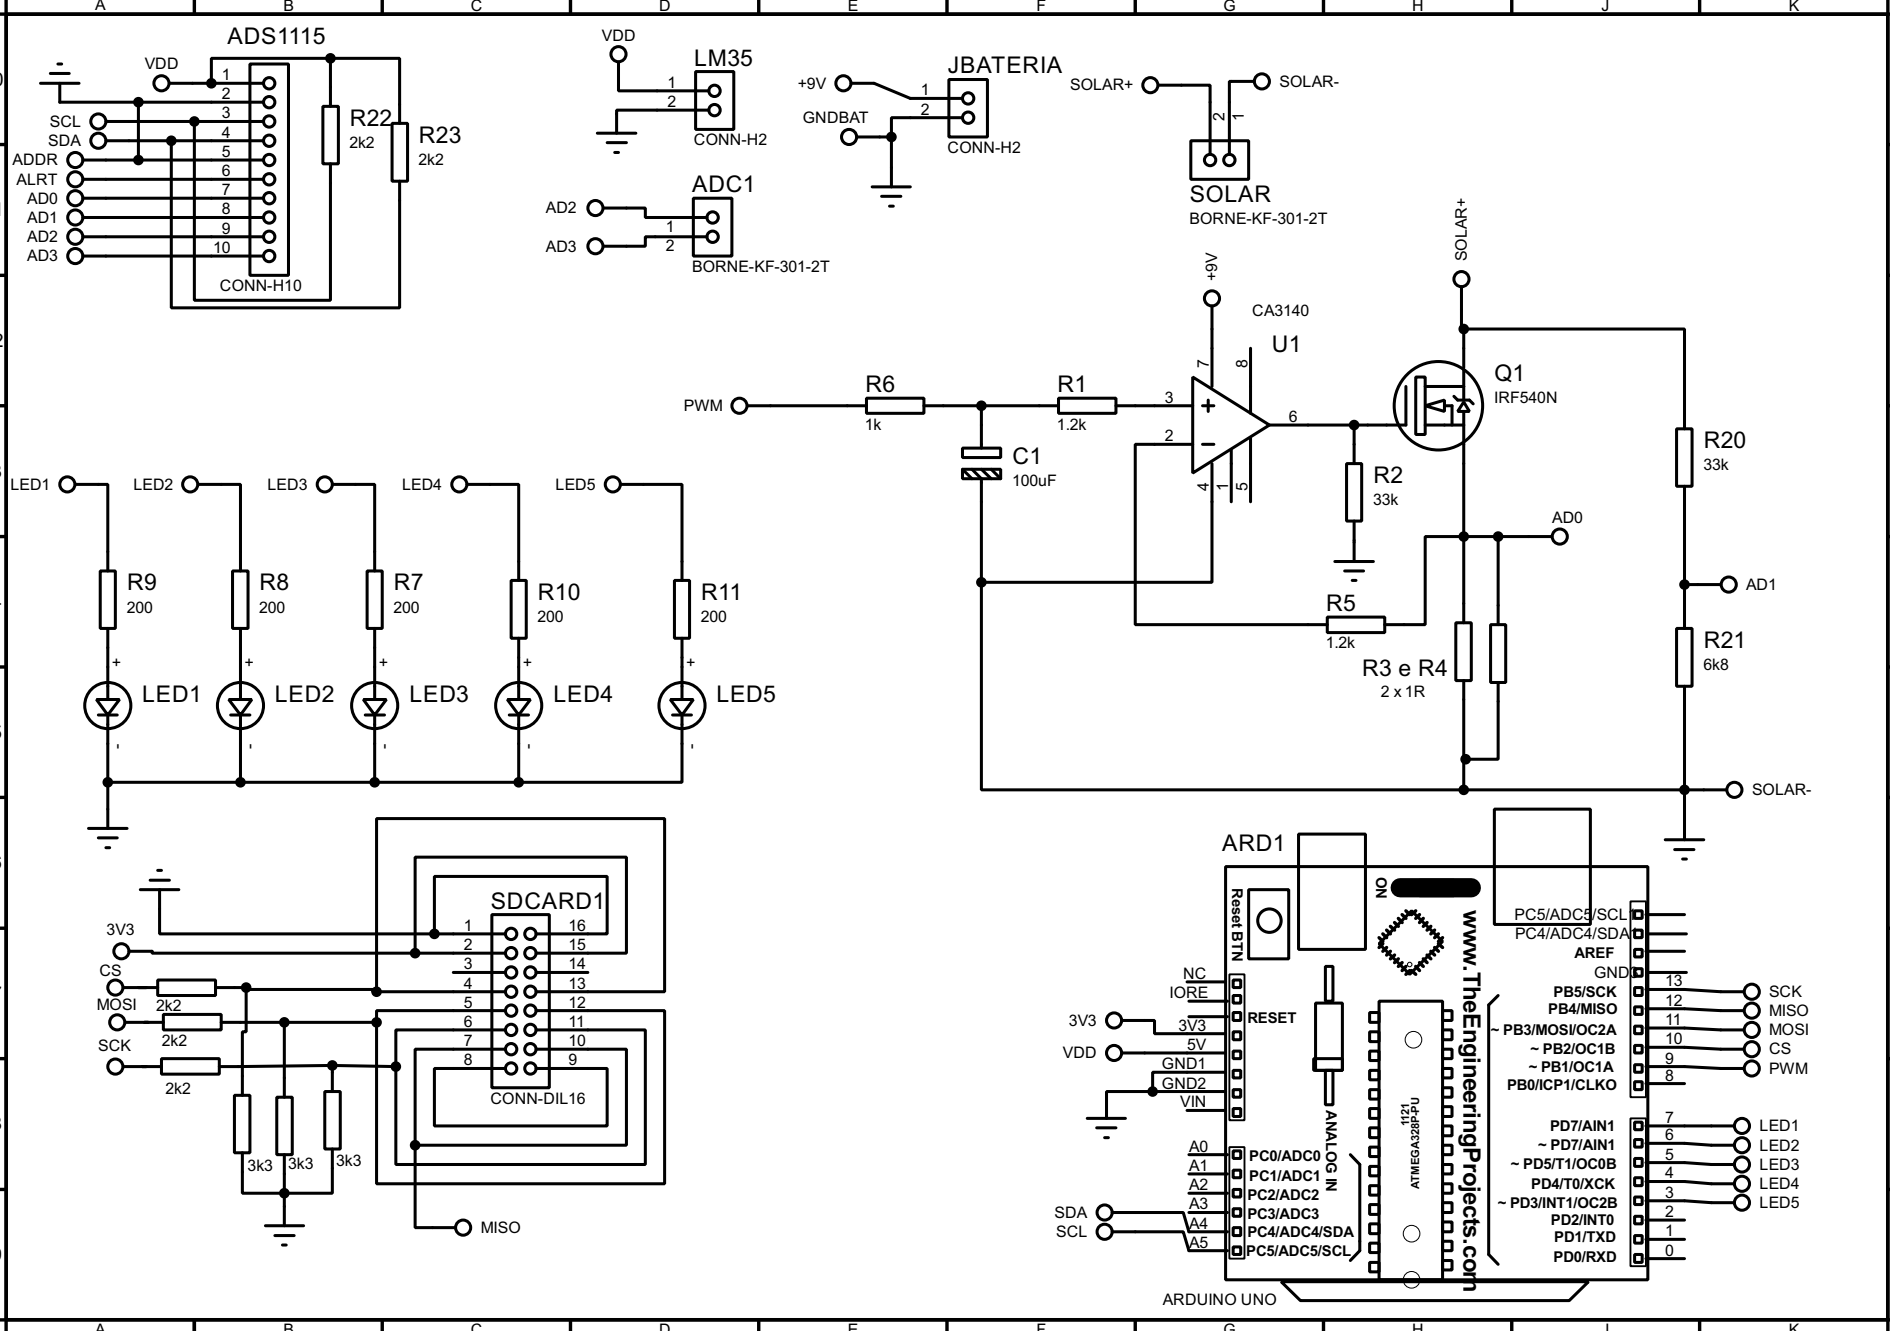 A B C D E F G H I J K
ADS1115
VDD
SCL
SDA
ADDR
ALRT
AD0
AD1
AD2
AD3
1
2
3
4
5
6
7
8
9
10
CONN-H10
R22
2k2
R23
2k2
VDD
LM35
1
2
CONN-H2
ADC1
AD2
AD3
1
2
BORNE-KF-301-2T
JBATERIA
+9V
GNDBAT
1
2
CONN-H2
SOLAR+
SOLAR-
2
1
SOLAR
BORNE-KF-301-2T
+9V
CA3140
U1
SOLAR+
Q1
IRF540N
PWM
R6
1k
R1
1.2k
C1
100uF
3
2
7
8
6
4
1
5
R2
33k
R20
33k
AD0
AD1
R5
1.2k
R3 e R4
2 x 1R
R21
6k8
SOLAR-
LED1
LED2
LED3
LED4
LED5
R9
200
R8
200
R7
200
R10
200
R11
200
+
+
+
+
+
LED1
LED2
LED3
LED4
LED5
-
-
-
-
-
3V3
CS
MOSI
SCK
2k2
2k2
2k2
3k3
3k3
3k3
SDCARD1
1
2
3
4
5
6
7
8
16
15
14
13
12
11
10
9
CONN-DIL16
MISO
ARD1
Reset BTN
ON
www.TheEngineeringProjects.com
ANALOG IN
1121
ATMEGA328P-PU
NC
IORE
RESET
3V3
5V
GND1
GND2
VIN
3V3
VDD
A0
A1
A2
A3
A4
A5
PC0/ADC0
PC1/ADC1
PC2/ADC2
PC3/ADC3
PC4/ADC4/SDA
PC5/ADC5/SCL
SDA
SCL
PC5/ADC5/SCL
PC4/ADC4/SDA
AREF
GND
PB5/SCK 13 SCK
PB4/MISO 12 MISO
~ PB3/MOSI/OC2A 11 MOSI
~ PB2/OC1B 10 CS
~ PB1/OC1A 9 PWM
PB0/ICP1/CLKO 8
PD7/AIN1 7 LED1
~ PD7/AIN1 6 LED2
~ PD5/T1/OC0B 5 LED3
PD4/T0/XCK 4 LED4
~ PD3/INT1/OC2B 3 LED5
PD2/INT0 2
PD1/TXD 1
PD0/RXD 0
ARDUINO UNO
A B C D E F G H